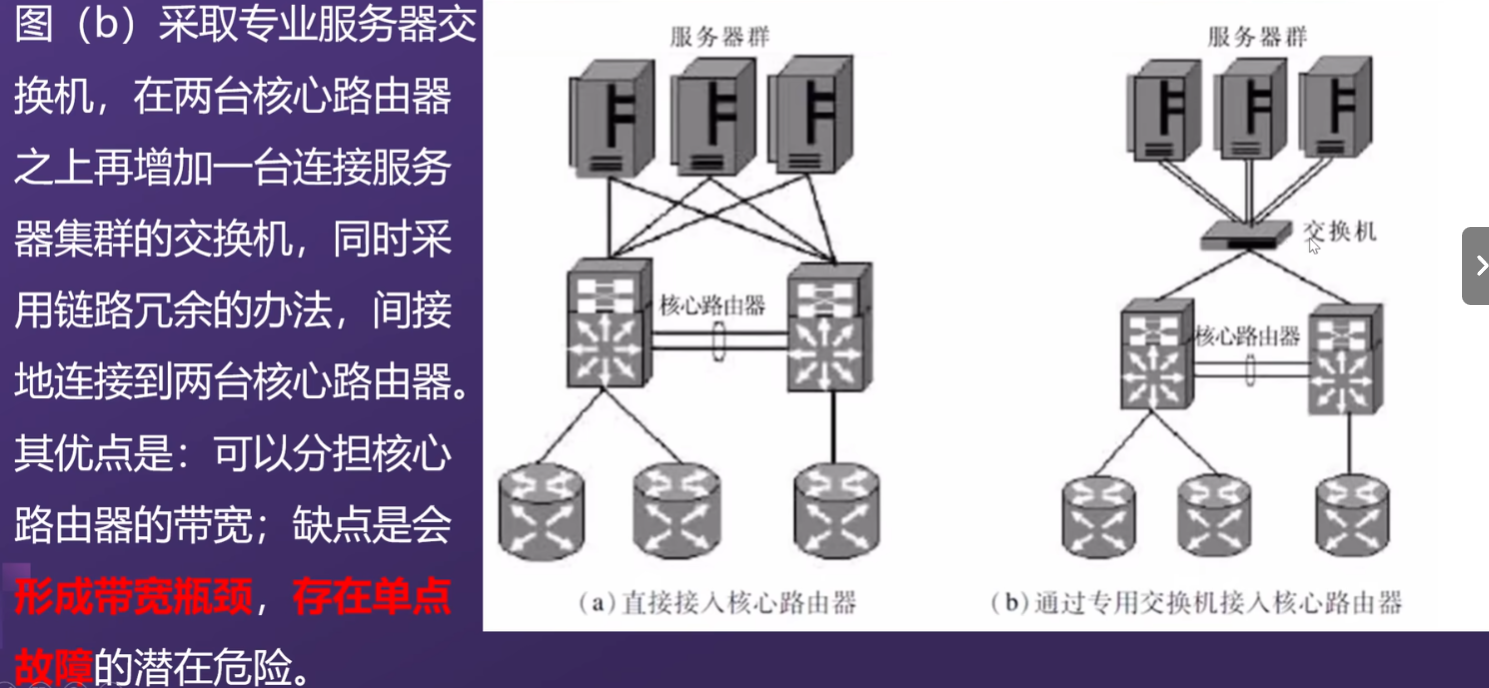 图（b）采取专业服务器交
换机，在两台核心路由器
之上再增加一台连接服务
器集群的交换机，同时采
用链路冗余的办法，间接
地连接到两台核心路由器。
其优点是：可以分担核心
路由器的带宽；缺点是会
形成带宽瓶颈，存在单点
故障的潜在危险。
服务器群
核心路由器
(a)直接接入核心路由器
服务器群
交换机
核心路由器
(b)通过专用交换机接入核心路由器